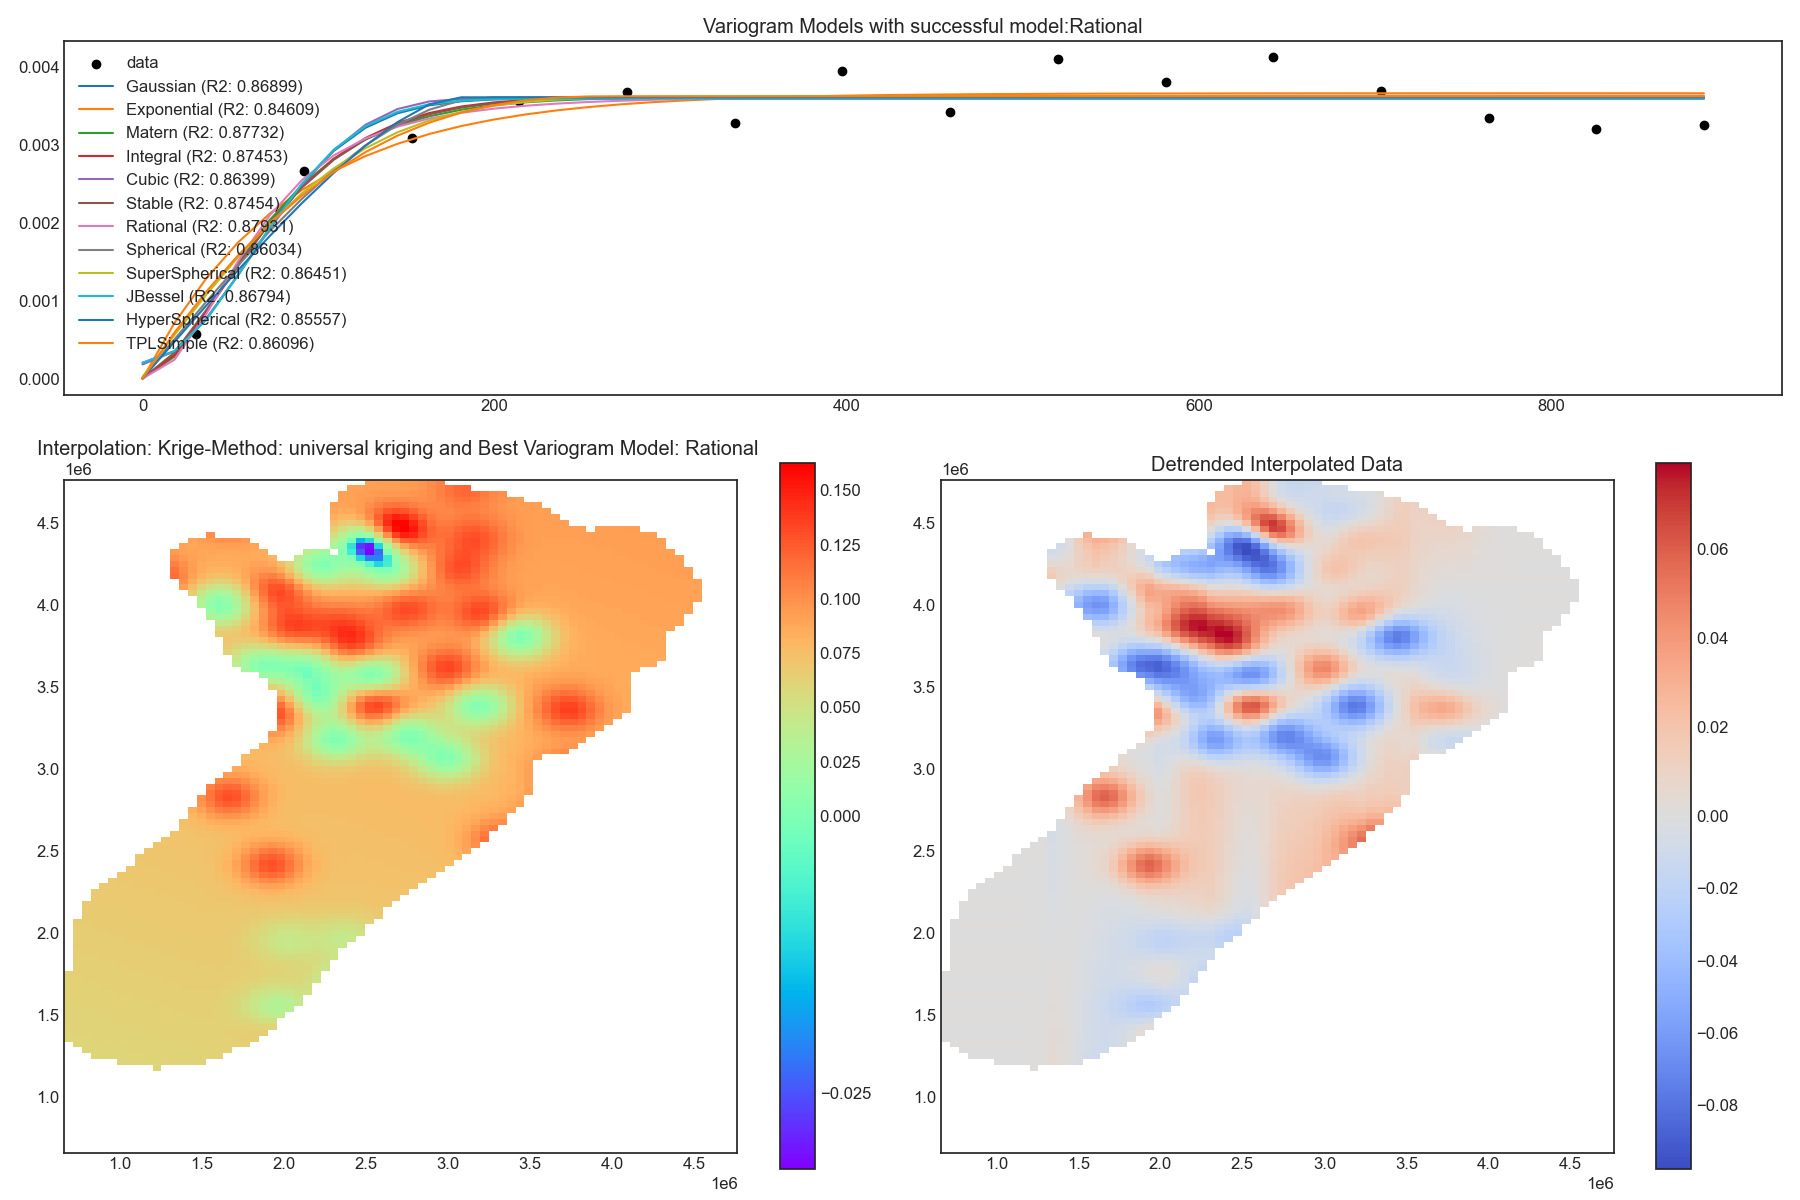 Variogram Models with successful model:Rational
0.004
0.003
0.002
0.001
0.000
data
Gaussian (R2: 0.86899)
Exponential (R2: 0.84609)
Matern (R2: 0.87732)
Integral (R2: 0.87453)
Cubic (R2: 0.86399)
Stable (R2: 0.87454)
Rational (R2: 0.87931)
Spherical (R2: 0.86034)
SuperSpherical (R2: 0.86451)
JBessel (R2: 0.86794)
HyperSpherical (R2: 0.85557)
TPLSimple (R2: 0.86096)
0 200 400 600 800
Interpolation: Krige-Method: universal kriging and Best Variogram Model: Rational
1e6
4.5
4.0
3.5
3.0
2.5
2.0
1.5
1.0
1.0 1.5 2.0 2.5 3.0 3.5 4.0 4.5
1e6
0.150
0.125
0.100
0.075
0.050
0.025
0.000
−0.025
Detrended Interpolated Data
1e6
4.5
4.0
3.5
3.0
2.5
2.0
1.5
1.0
1.0 1.5 2.0 2.5 3.0 3.5 4.0 4.5
1e6
0.06
0.04
0.02
0.00
−0.02
−0.04
−0.06
−0.08